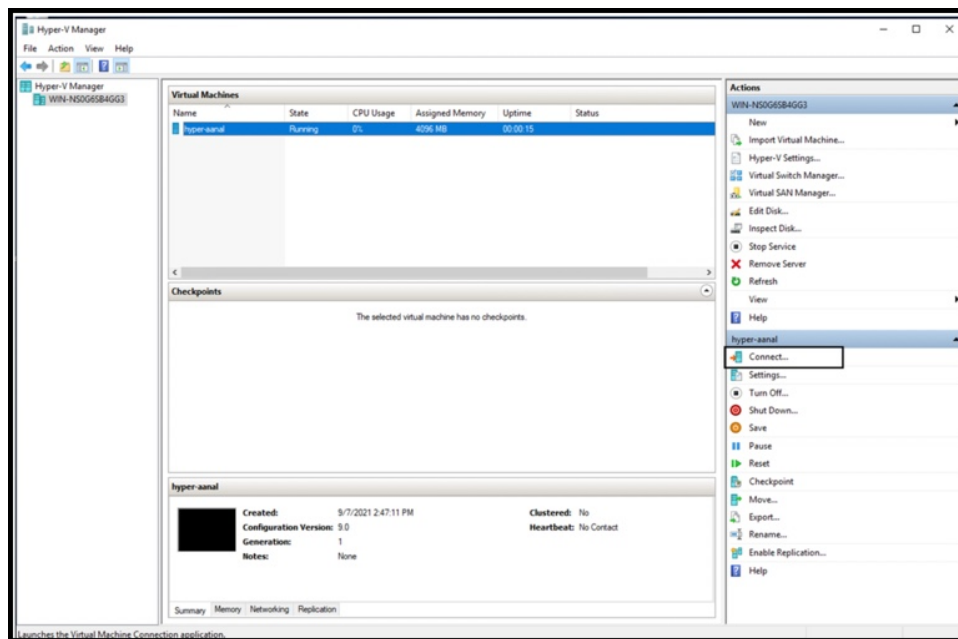 Hyper-V Manager
File Action View Help
Hyper-V Manager
WIN-NS0G6SB4GG3
Virtual Machines
Name State CPU Usage Assigned Memory Uptime Status
hyper-aanal Running 0% 4096 MB 00:00:15
Checkpoints
The selected virtual machine has no checkpoints.
hyper-aanal
Created: 9/7/2021 2:47:11 PM Clustered: No
Configuration Version: 9.0 Heartbeat: No Contact
Generation: 1
Notes: None
Summary Memory Networking Replication
Actions
WIN-NS0G6SB4GG3
New
Import Virtual Machine...
Hyper-V Settings...
Virtual Switch Manager...
Virtual SAN Manager...
Edit Disk...
Inspect Disk...
Stop Service
Remove Server
Refresh
View
Help
hyper-aanal
Connect...
Settings...
Turn Off...
Shut Down...
Save
Pause
Reset
Checkpoint
Move...
Export...
Rename...
Enable Replication...
Help
Launches the Virtual Machine Connection application.